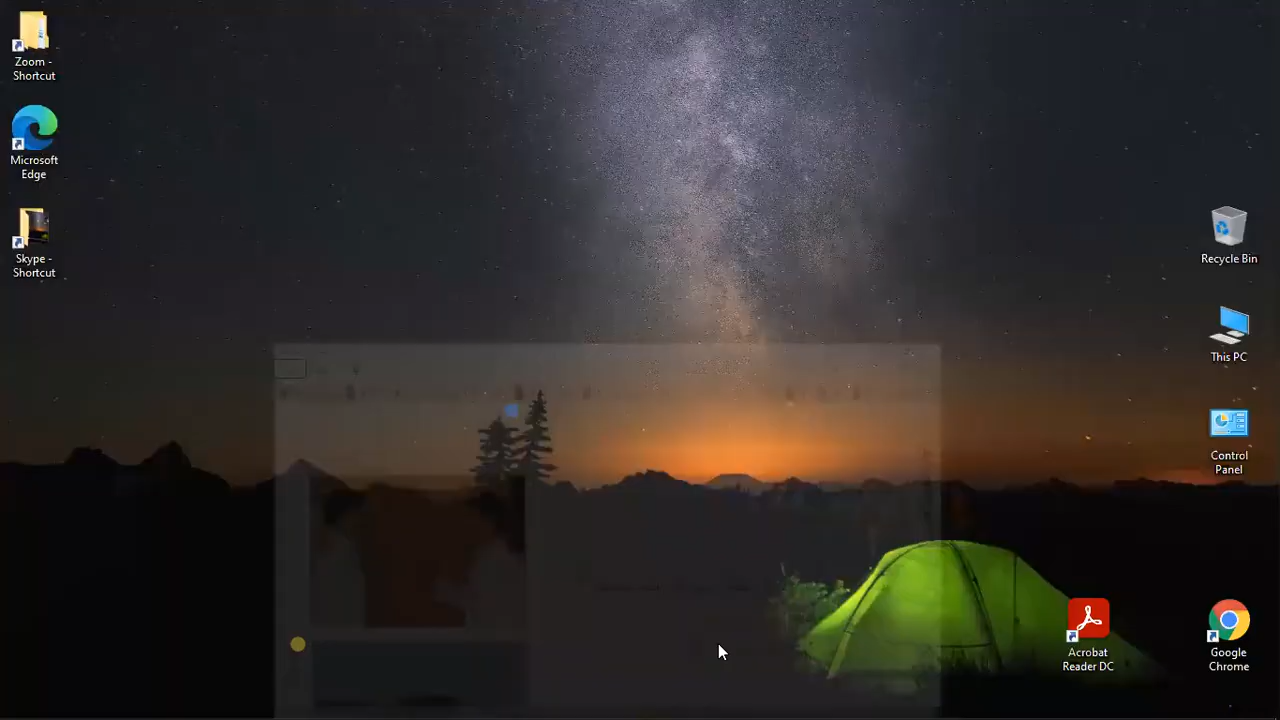 Zoom -
Shortcut
Microsoft
Edge
Skype -
Shortcut
Recycle Bin
This PC
Control
Panel
Acrobat
Reader DC
Google
Chrome